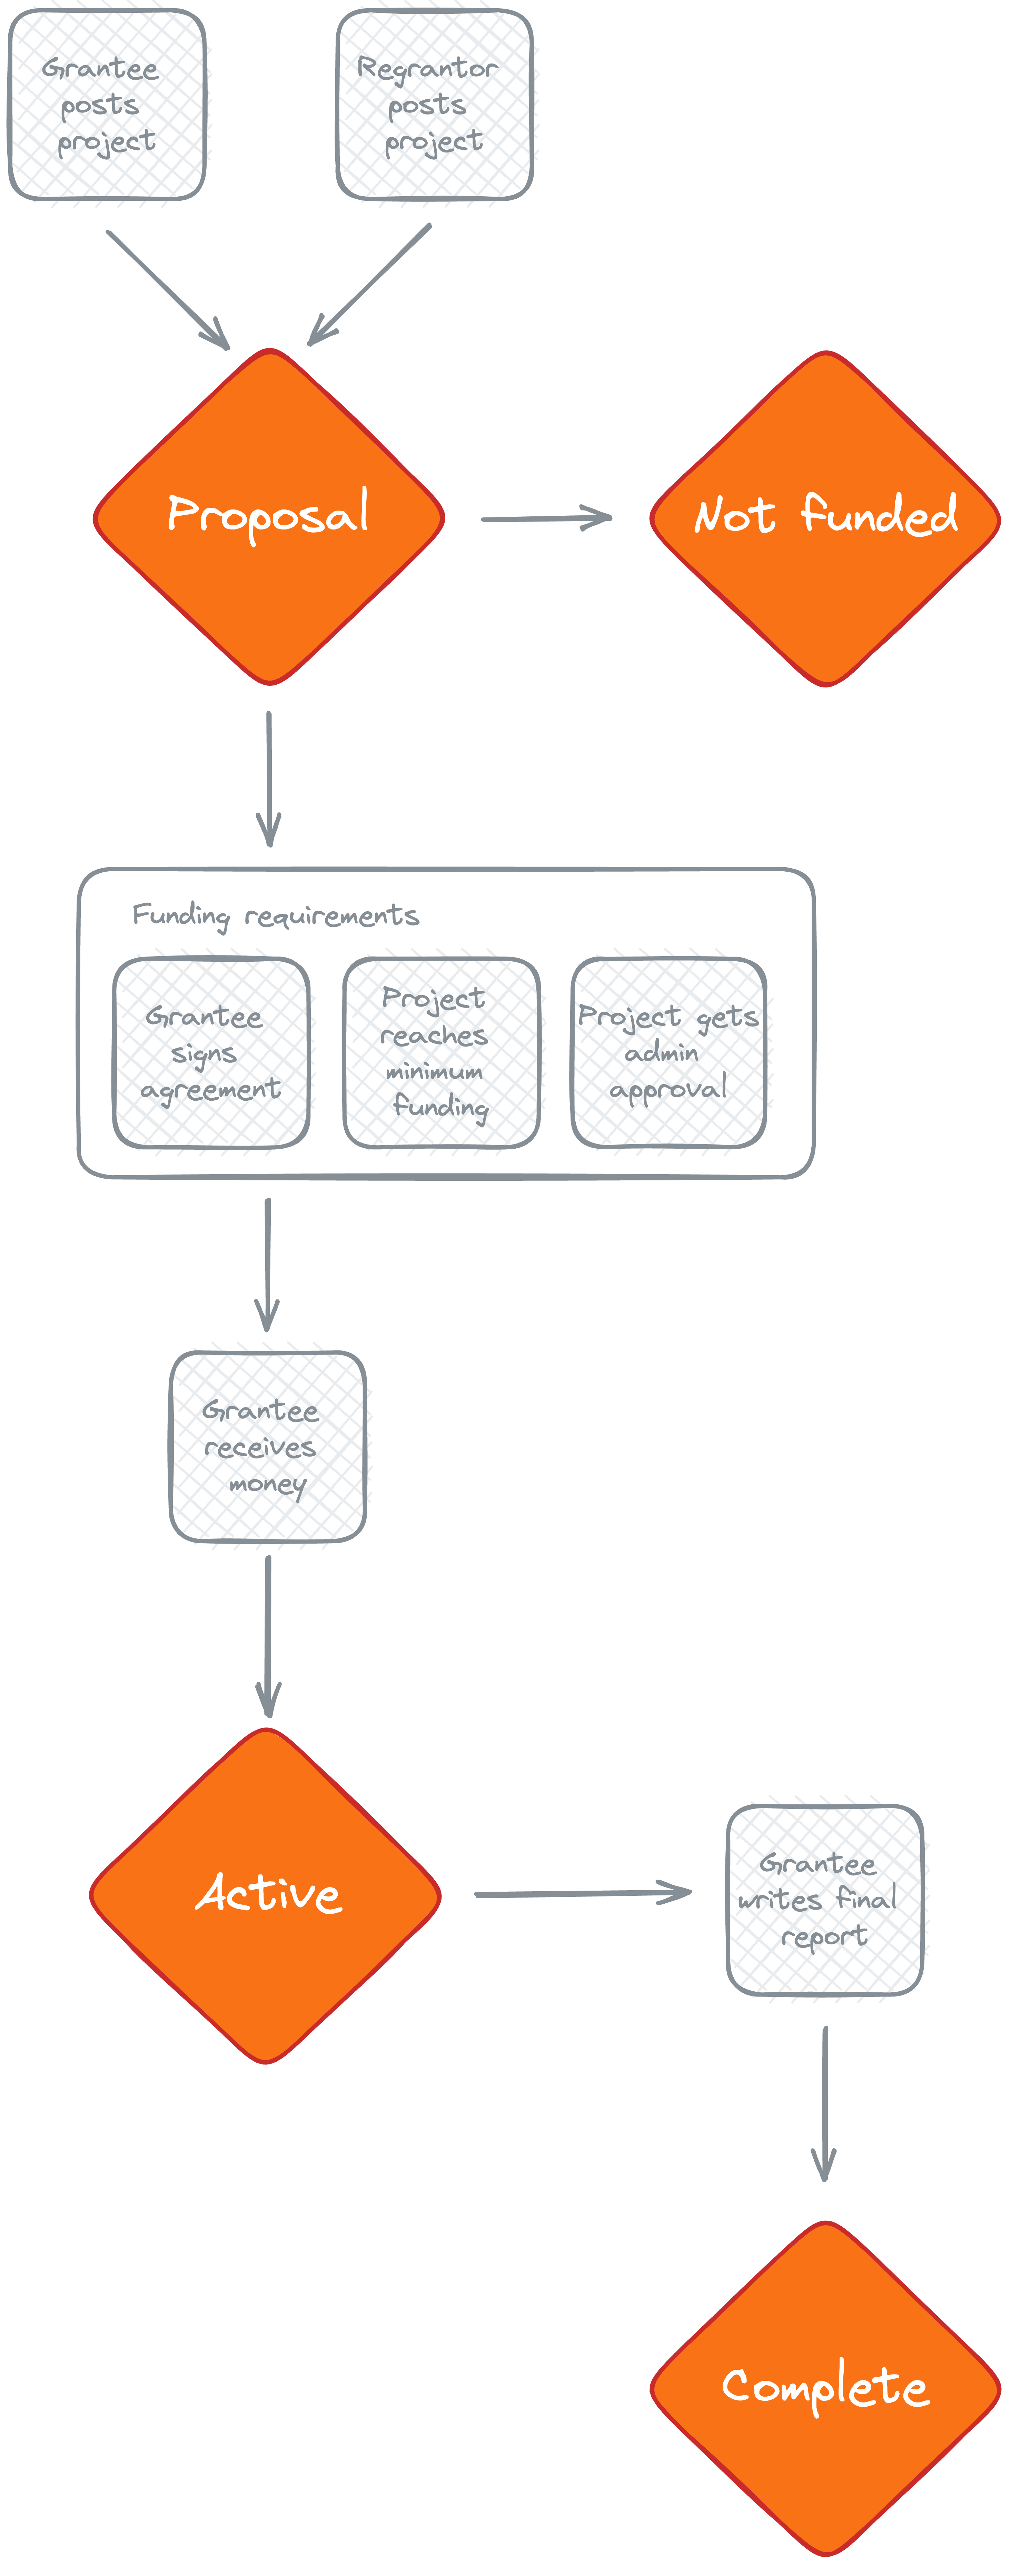 Grantee
posts
project
Regrantor
posts
project
Proposal
Not funded
Funding requirements
Grantee
signs
agreement
Project
reaches
minimum
funding
Project gets
admin
approval
Grantee
receives
money
Active
Grantee
writes final
report
Complete